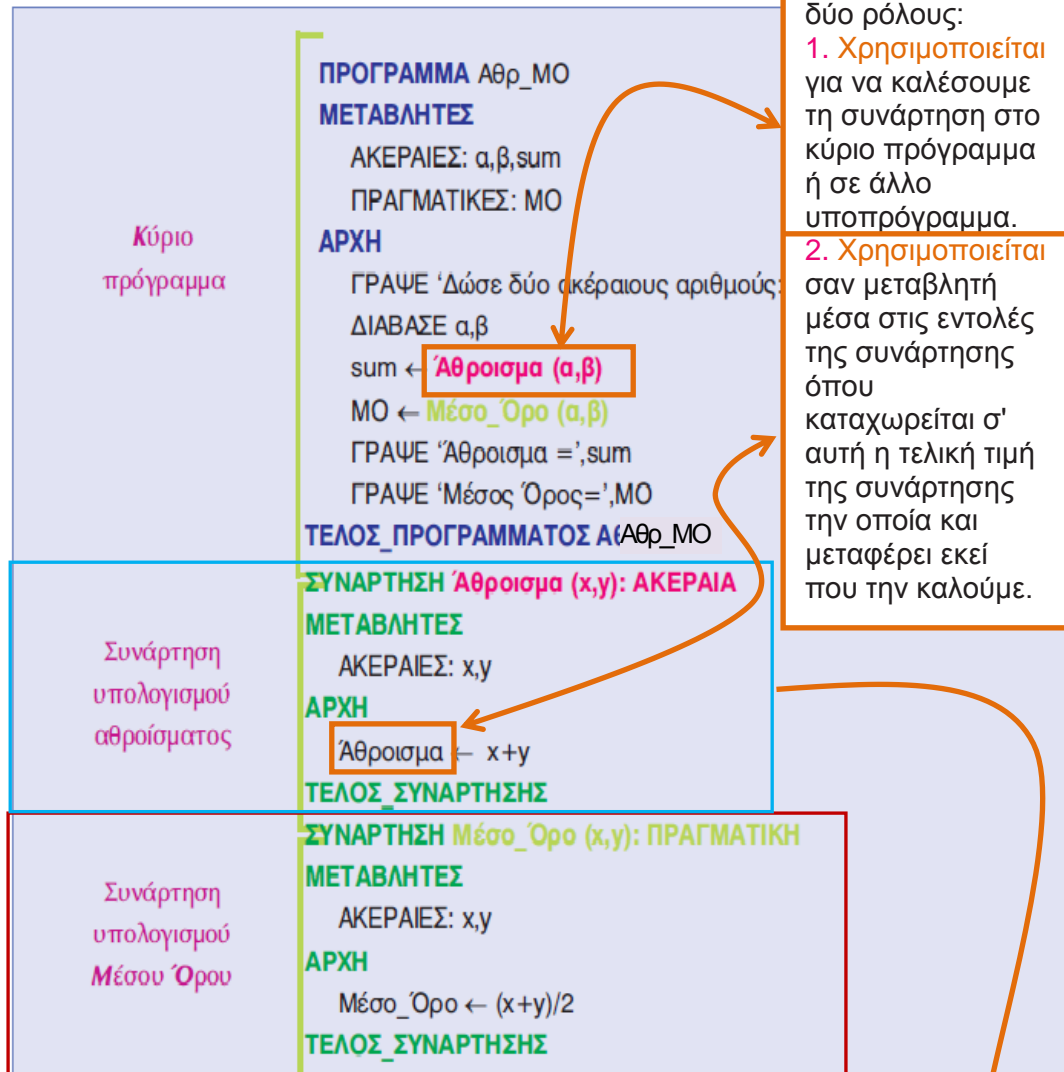 ΠΡΟΓΡΑΜΜΑ Αθρ_ΜΟ
ΜΕΤΑΒΛΗΤΕΣ
ΑΚΕΡΑΙΕΣ: α,β,sum
ΠΡΑΓΜΑΤΙΚΕΣ: ΜΟ
Κύριο
πρόγραμμα
ΑΡΧΗ
ΓΡΑΨΕ ‘Δώσε δύο ακέραιους αριθμούς:
ΔΙΑΒΑΣΕ α,β
sum ← Άθροισμα (α,β)
ΜΟ ← Μέσο_Όρο (α,β)
ΓΡΑΨΕ ‘Άθροισμα =’,sum
ΓΡΑΨΕ ‘Μέσος Όρος=’,ΜΟ
ΤΕΛΟΣ_ΠΡΟΓΡΑΜΜΑΤΟΣ Αθρ_ΜΟ
δύο ρόλους:
1. Χρησιμοποιείται
για να καλέσουμε
τη συνάρτηση στο
κύριο πρόγραμμα
ή σε άλλο
υποπρόγραμμα.
2. Χρησιμοποιείται
σαν μεταβλητή
μέσα στις εντολές
της συνάρτησης
όπου
καταχωρείται σ'
αυτή η τελική τιμή
της συνάρτησης
την οποία και
μεταφέρει εκεί
που την καλούμε.
Συνάρτηση
υπολογισμού
αθροίσματος
ΣΥΝΑΡΤΗΣΗ Άθροισμα (x,y): ΑΚΕΡΑΙΑ
ΜΕΤΑΒΛΗΤΕΣ
ΑΚΕΡΑΙΕΣ: x,y
ΑΡΧΗ
Άθροισμα ← x+y
ΤΕΛΟΣ_ΣΥΝΑΡΤΗΣΗΣ
Συνάρτηση
υπολογισμού
Μέσου Όρου
ΣΥΝΑΡΤΗΣΗ Μέσο_Όρο (x,y): ΠΡΑΓΜΑΤΙΚΗ
ΜΕΤΑΒΛΗΤΕΣ
ΑΚΕΡΑΙΕΣ: x,y
ΑΡΧΗ
Μέσο_Όρο ← (x+y)/2
ΤΕΛΟΣ_ΣΥΝΑΡΤΗΣΗΣ